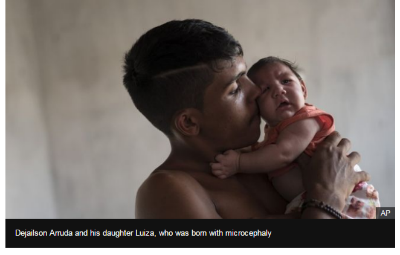 AP
Dejailson Arruda and his daughter Luiza, who was born with microcephaly